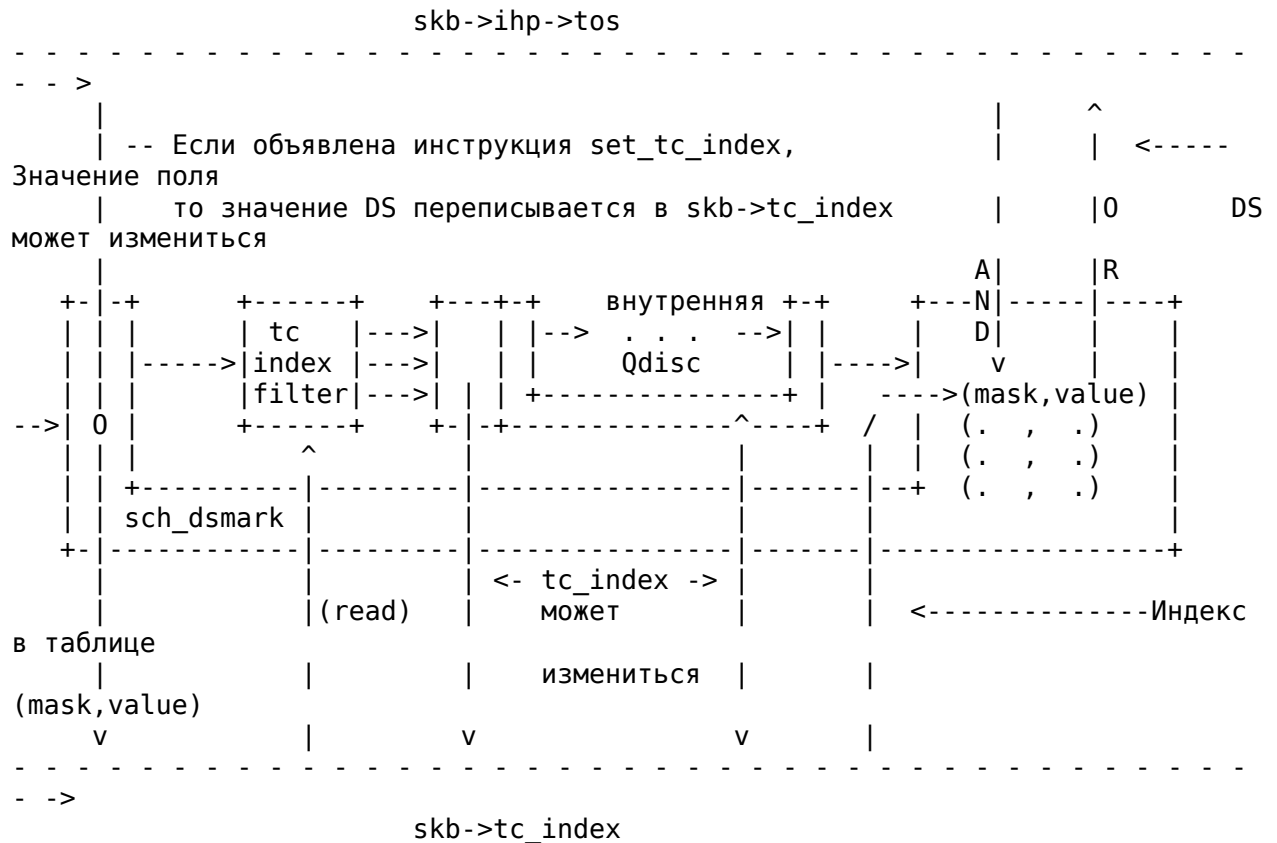 skb->ihp->tos
- - - - - - - - - - - - - - - - - - - - - - - - - - - - - - - - - - - - - - -
- - >
     |                                                       |     ^
     | -- Если объявлена инструкция set_tc_index,            |     |  <-----
Значение поля
     |    то значение DS переписывается в skb->tc_index      |     |O       DS
может измениться
     |                                                      A|     |R
   +-|-+      +------+    +---+-+    внутренняя +-+     +---N|-----|----+
   | | |      | tc   |--->|   | |-->  . . .  -->| |     |   D|     |    |
   | | |----->|index |--->|   | |     Qdisc     | |---->|    v     |    |
   | | |      |filter|--->| | | +---------------+ |   ---->(mask,value) |
-->| O |      +------+    +-|-+--------------^----+  /  |  (.  ,  .)    |
   | | |          ^         |                |       |  |  (.  ,  .)    |
   | | +----------|---------|----------------|-------|--+  (.  ,  .)    |
   | | sch_dsmark |         |                |       |                  |
   +-|------------|---------|----------------|-------|------------------+
     |            |         | <- tc_index -> |       |
     |            |(read)   |    может       |       |  <--------------Индекс
в таблице
     |            |         |    измениться  |       |
(mask,value)
     v            |         v                v       |
- - - - - - - - - - - - - - - - - - - - - - - - - - - - - - - - - - - - - - -
- ->
                         skb->tc_index